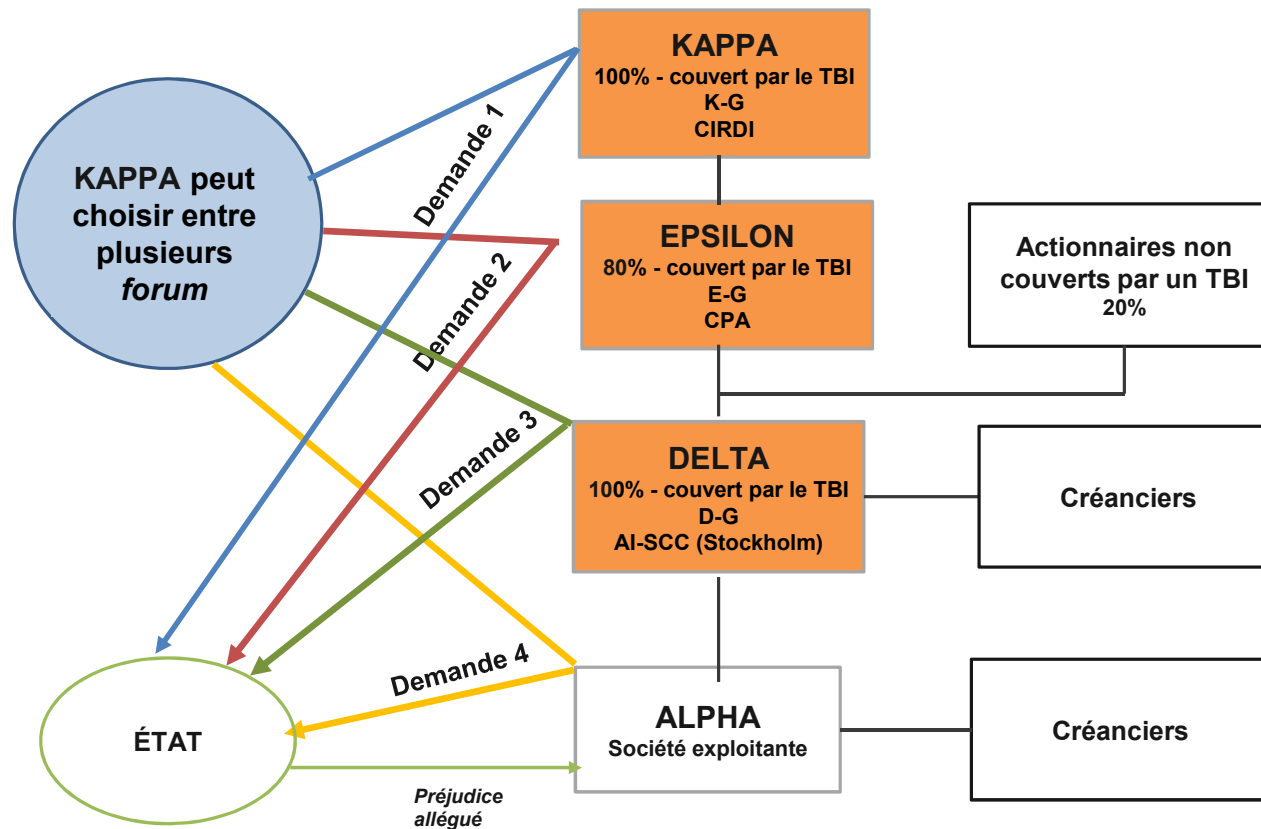 KAPPA
100% - couvert par le TBI
K-G
CIRDI
KAPPA peut
choisir entre
plusieurs
forum
Demande 1
EPSILON
80% - couvert par le TBI
E-G
CPA
Actionnaires non
couverts par un TBI
20%
Demande 2
Demande 3
DELTA
100% - couvert par le TBI
D-G
AI-SCC (Stockholm)
Créanciers
Demande 4
ÉTAT
ALPHA
Société exploitante
Créanciers
Préjudice
allégué